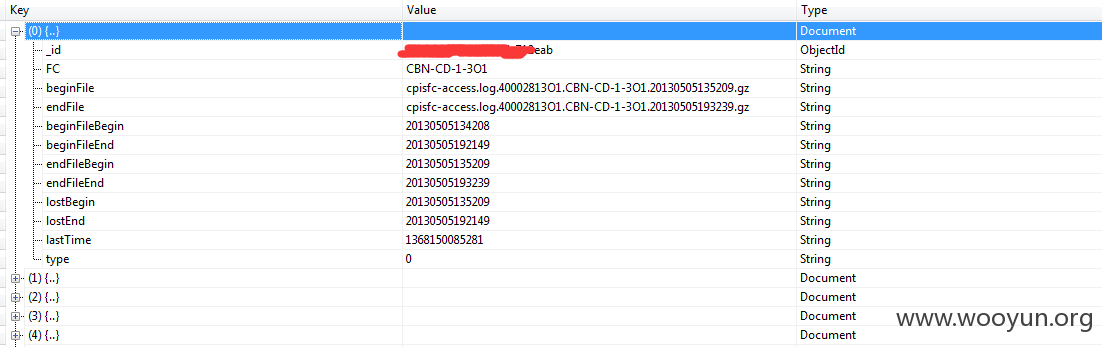 Key Value Type
(0) {..} Document
_id eab ObjectId
FC CBN-CD-1-3O1 String
beginFile cpisfc-access.log.40002813O1.CBN-CD-1-3O1.20130505135209.gz String
endFile cpisfc-access.log.40002813O1.CBN-CD-1-3O1.20130505193239.gz String
beginFileBegin 20130505134208 String
beginFileEnd 20130505192149 String
endFileBegin 20130505135209 String
endFileEnd 20130505193239 String
lostBegin 20130505135209 String
lostEnd 20130505192149 String
lastTime 1368150085281 String
type 0 String
(1) {..} Document
(2) {..} Document
(3) {..} Document
(4) {..} Document
www.wooyun.org